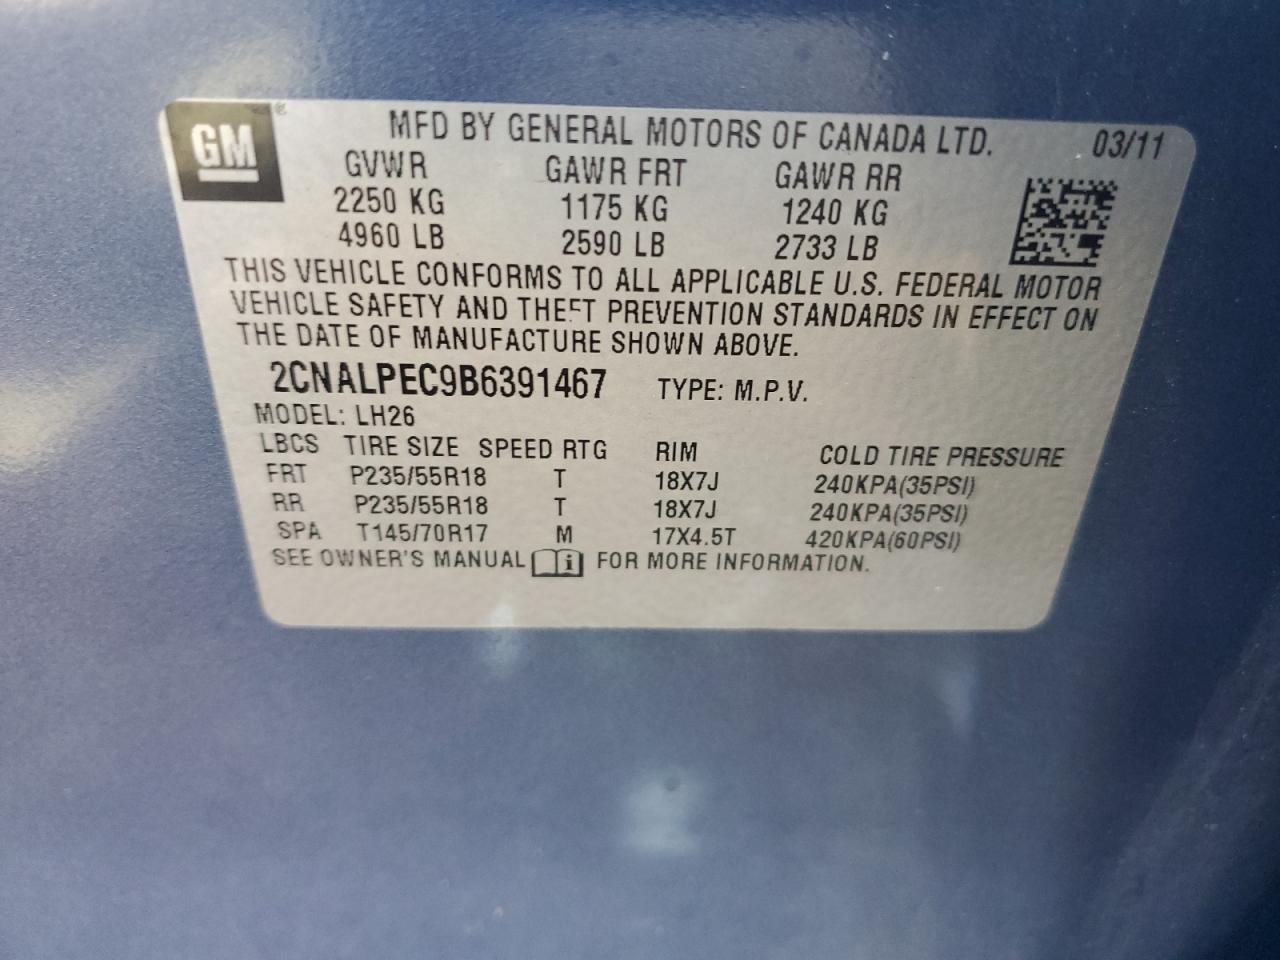 GM ® MFD BY GENERAL MOTORS OF CANADA LTD. 03/11
GVWR GAWR FRT GAWR RR
2250 KG 1175 KG 1240 KG
4960 LB 2590 LB 2733 LB
THIS VEHICLE CONFORMS TO ALL APPLICABLE U.S. FEDERAL MOTOR
VEHICLE SAFETY AND THEFT PREVENTION STANDARDS IN EFFECT ON
THE DATE OF MANUFACTURE SHOWN ABOVE.
2CNALPEC9B6391467 TYPE: M.P.V.
MODEL: LH26
LBCS TIRE SIZE SPEED RTG RIM COLD TIRE PRESSURE
FRT P235/55R18 T 18X7J 240KPA(35PSI)
RR P235/55R18 T 18X7J 240KPA(35PSI)
SPA T145/70R17 M 17X4.5T 420KPA(60PSI)
SEE OWNER'S MANUAL i FOR MORE INFORMATION.